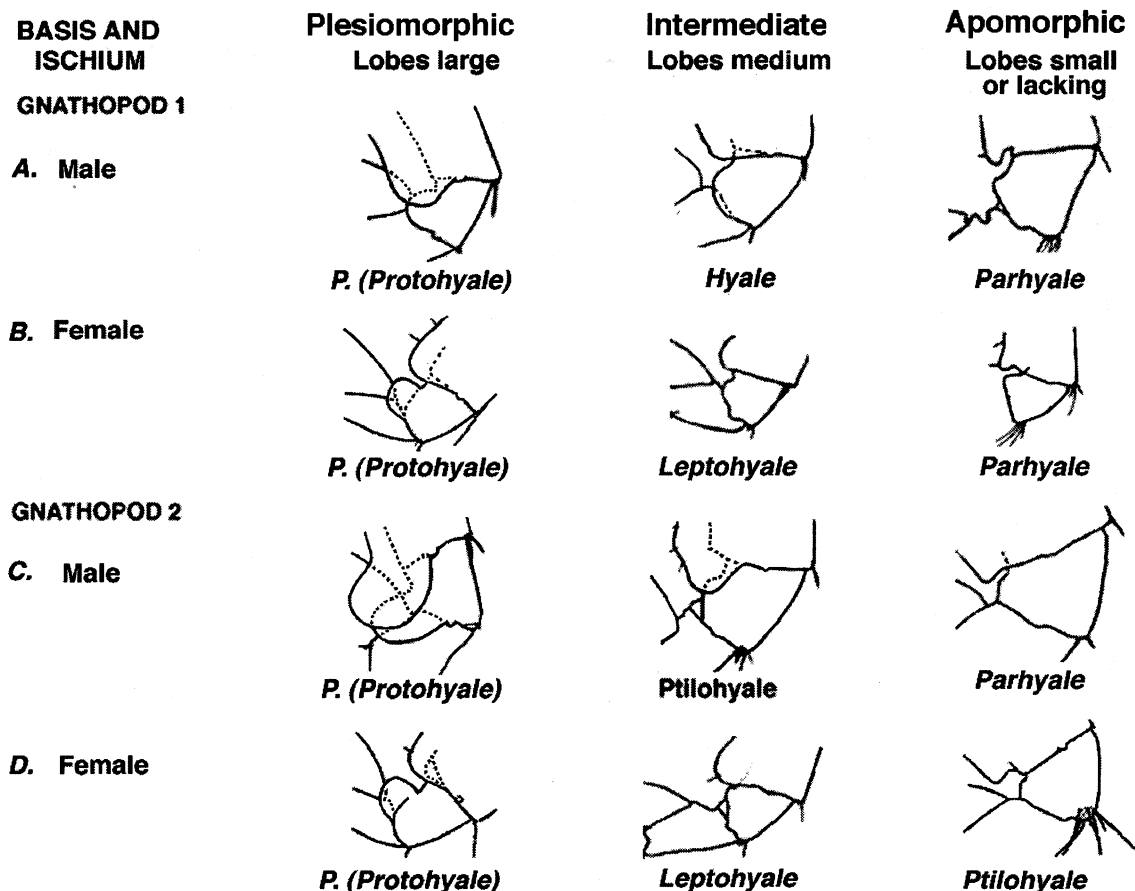 BASIS AND
ISCHIUM
Plesiomorphic
Lobes large
Intermediate
Lobes medium
Apomorphic
Lobes small
or lacking
GNATHOPOD 1
A. Male
P. (Protohyale)
Hyale
Parhyale
B. Female
P. (Protohyale)
Leptohyale
Parhyale
GNATHOPOD 2
C. Male
P. (Protohyale)
Ptilohyale
Parhyale
D. Female
P. (Protohyale)
Leptohyale
Ptilohyale